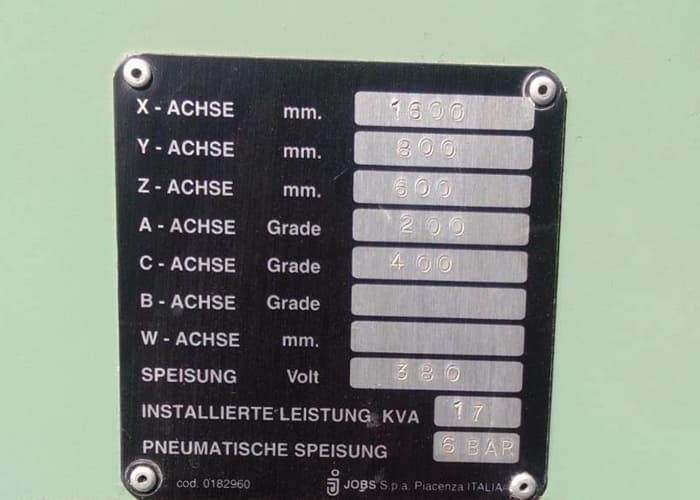 X - ACHSE mm. 1600
Y - ACHSE mm. 800
Z - ACHSE mm. 600
A - ACHSE Grade 200
C - ACHSE Grade 400
B - ACHSE Grade
W - ACHSE mm.
SPEISUNG Volt 380
INSTALLIERTE LEISTUNG KVA 17
PNEUMATISCHE SPEISUNG 6 BAR
cod. 0182960 JOBS S.p.a. Piacenza ITALIA